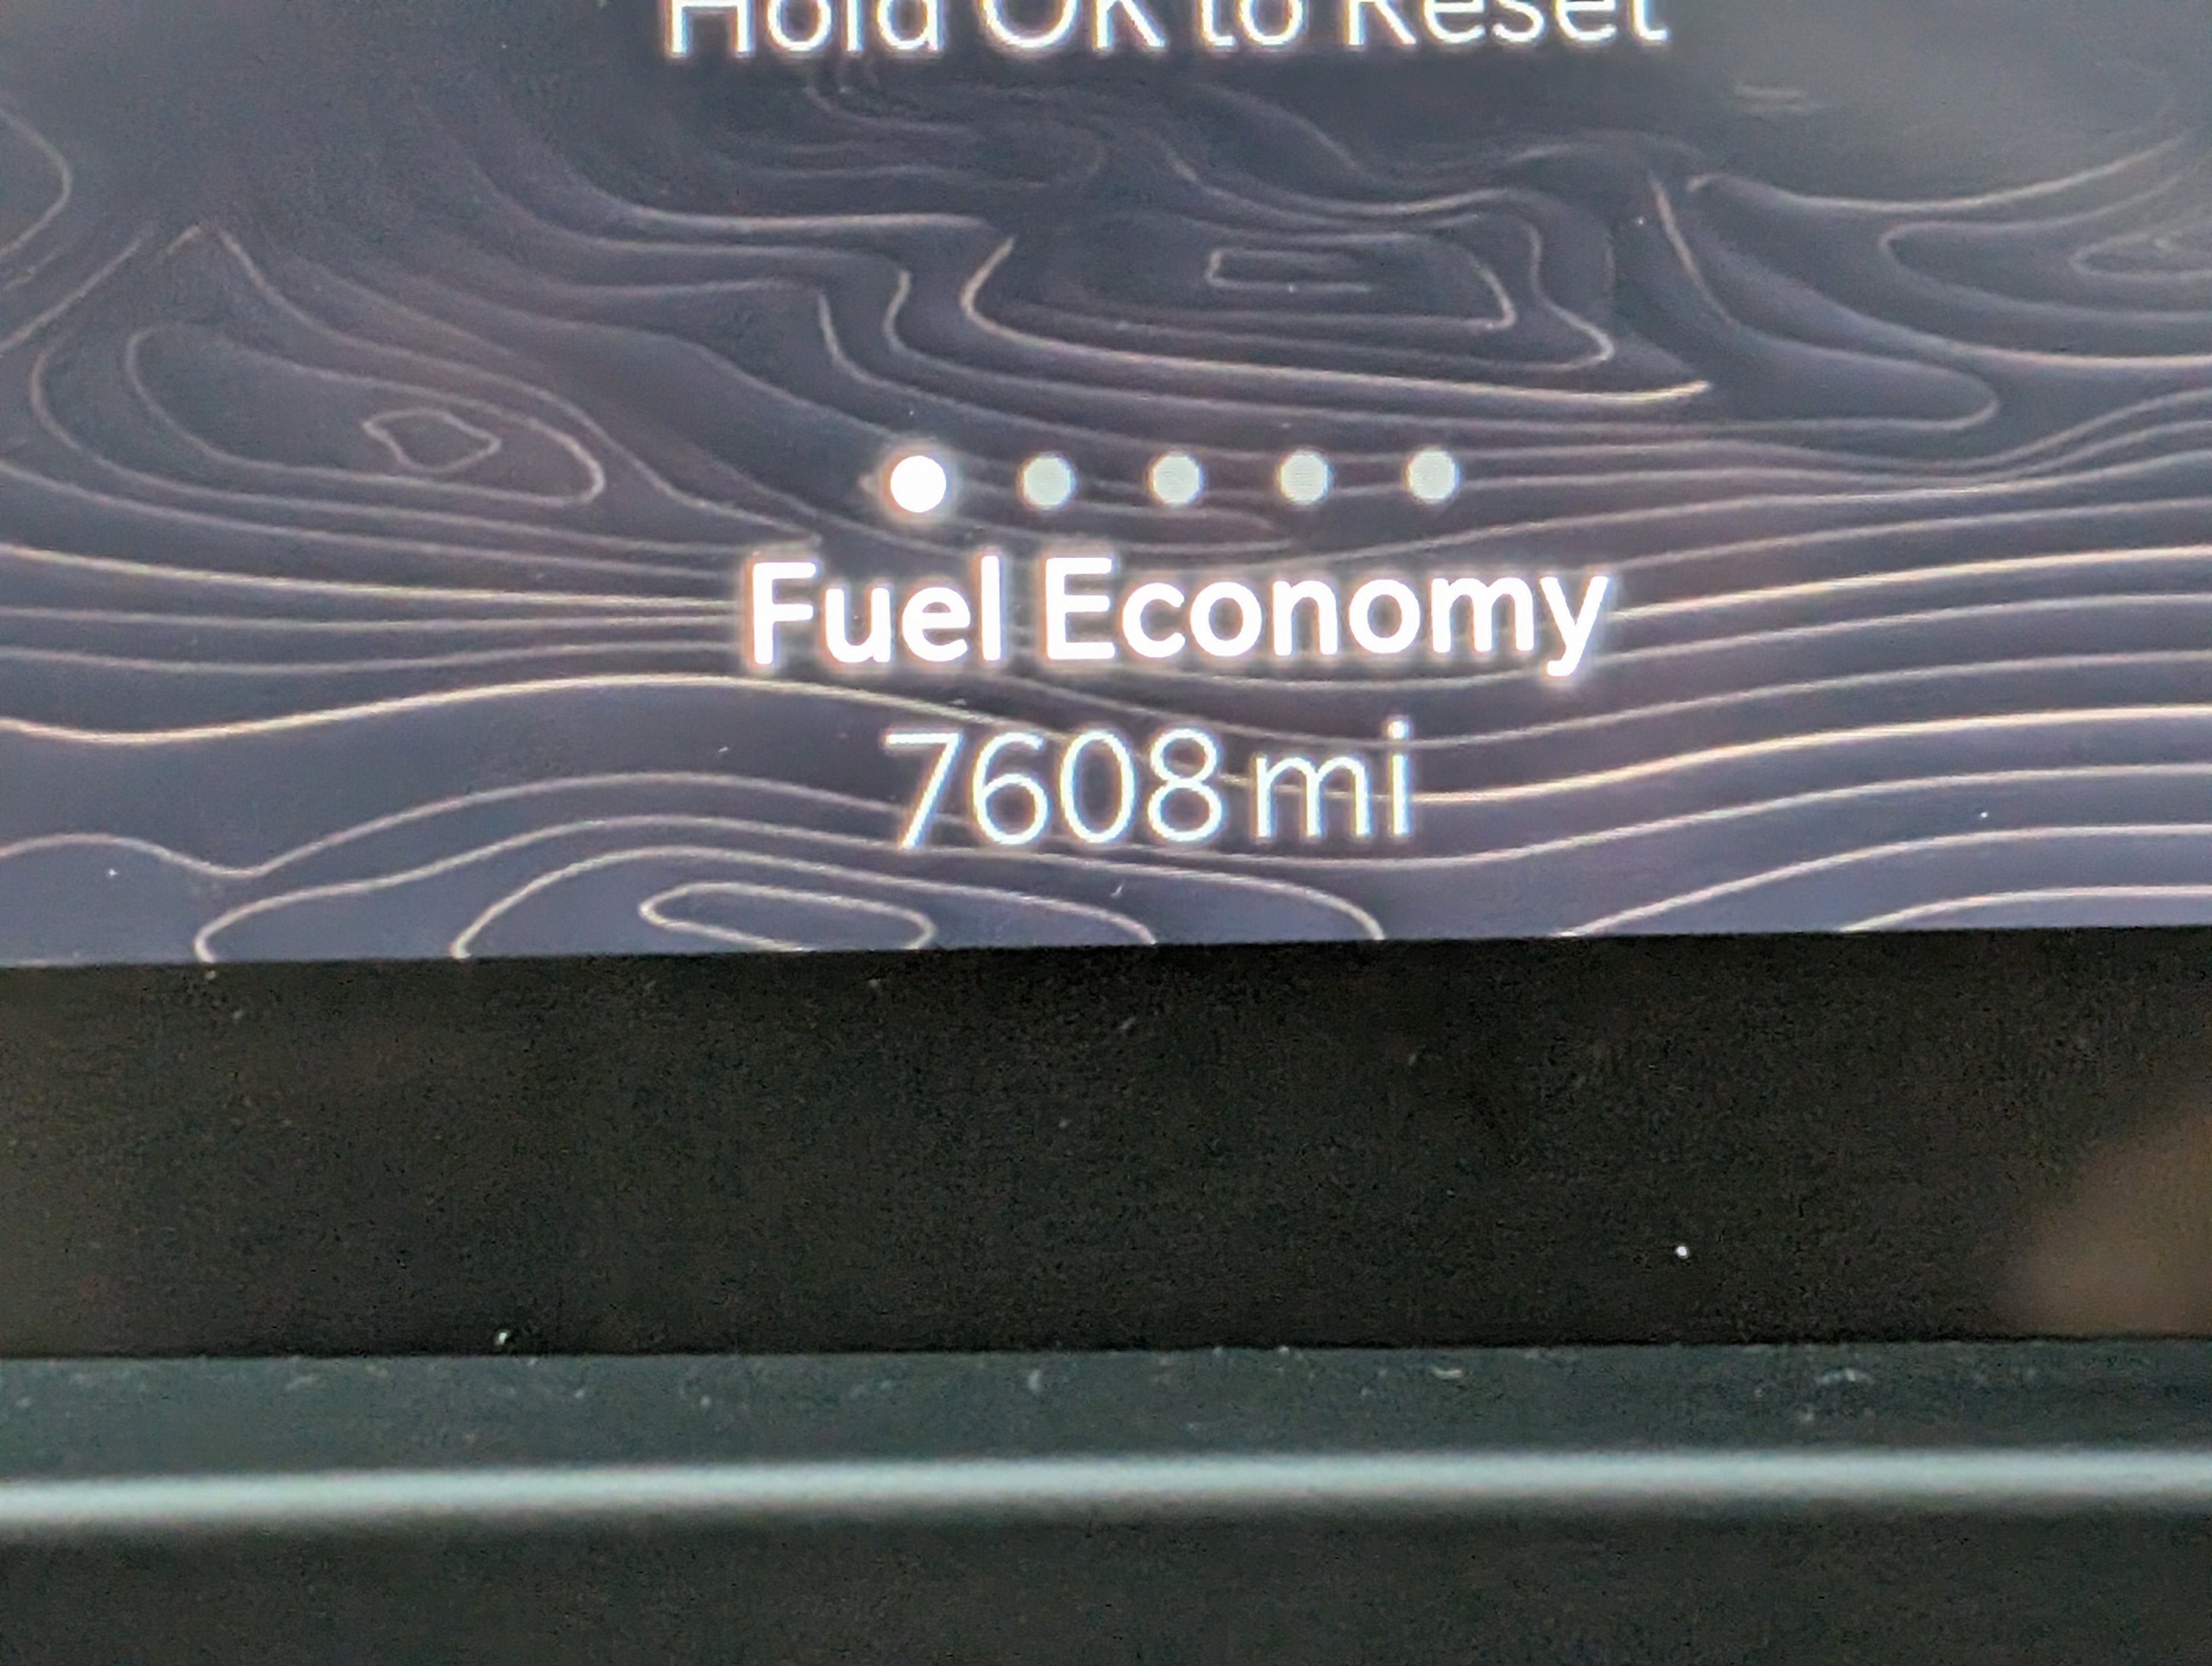 Hold OK to Reset
Fuel Economy
7608 mi